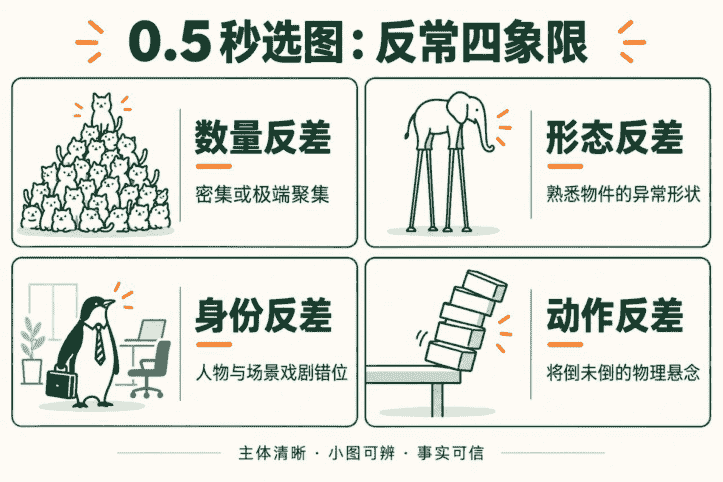 0.5秒选图：反常四象限
数量反差
密集或极端聚集
形态反差
熟悉物件的异常形状
身份反差
人物与场景戏剧错位
动作反差
将倒未倒的物理悬念
主体清晰 · 小图可辨 · 事实可信